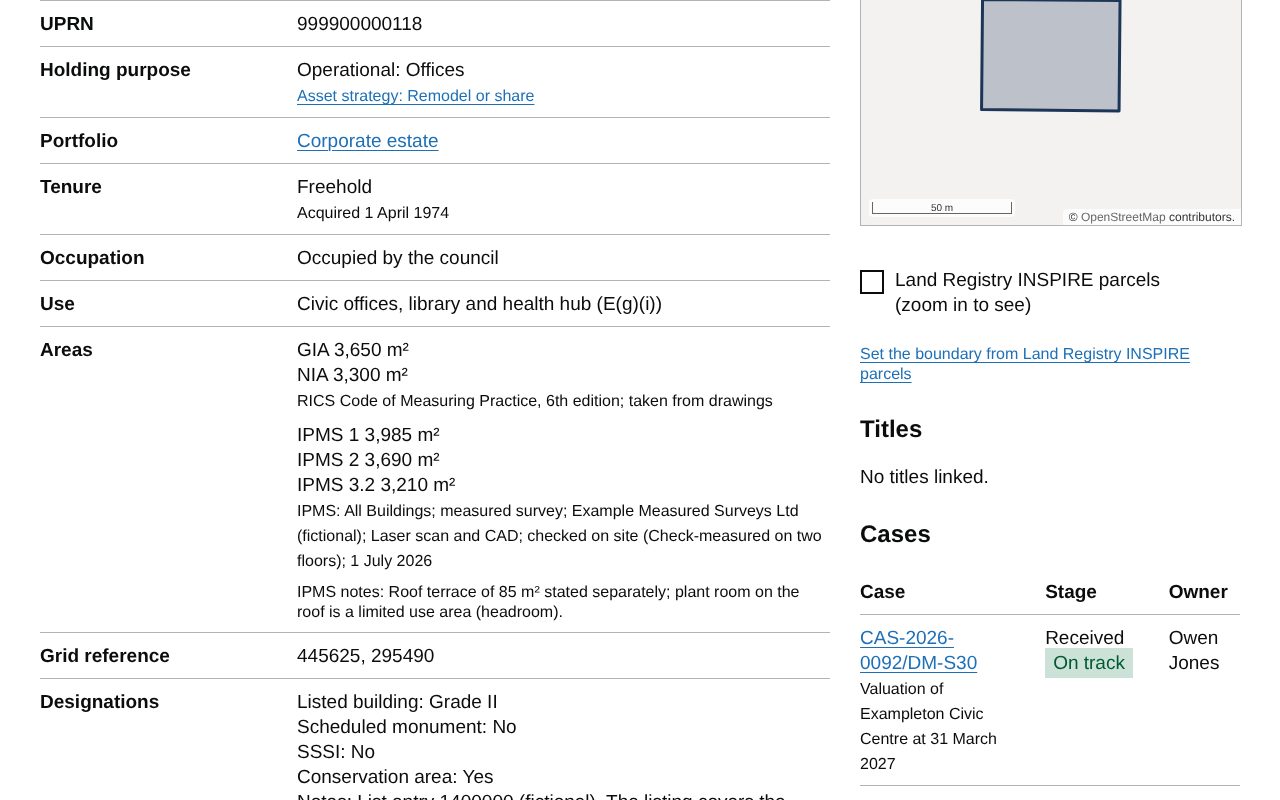 UPRN
999900000118
Holding purpose
Operational: Offices
Asset strategy: Remodel or share
Portfolio
Corporate estate
Tenure
Freehold
Acquired 1 April 1974
Occupation
Occupied by the council
Use
Civic offices, library and health hub (E(g)(i))
Areas
GIA 3,650 m²
NIA 3,300 m²
RICS Code of Measuring Practice, 6th edition; taken from drawings
IPMS 1 3,985 m²
IPMS 2 3,690 m²
IPMS 3.2 3,210 m²
IPMS: All Buildings; measured survey; Example Measured Surveys Ltd
(fictional); Laser scan and CAD; checked on site (Check-measured on two
floors); 1 July 2026
IPMS notes: Roof terrace of 85 m² stated separately; plant room on the
roof is a limited use area (headroom).
Grid reference
445625, 295490
Designations
Listed building: Grade II
Scheduled monument: No
SSSI: No
Conservation area: Yes
Notes: List entry 1400000 (fictional). The listing covers the
50 m
© OpenStreetMap contributors.
Land Registry INSPIRE parcels
(zoom in to see)
Set the boundary from Land Registry INSPIRE
parcels
Titles
No titles linked.
Cases
Case
Stage
Owner
CAS-2026-
0092/DM-S30
Valuation of
Exampleton Civic
Centre at 31 March
2027
Received
On track
Owen
Jones